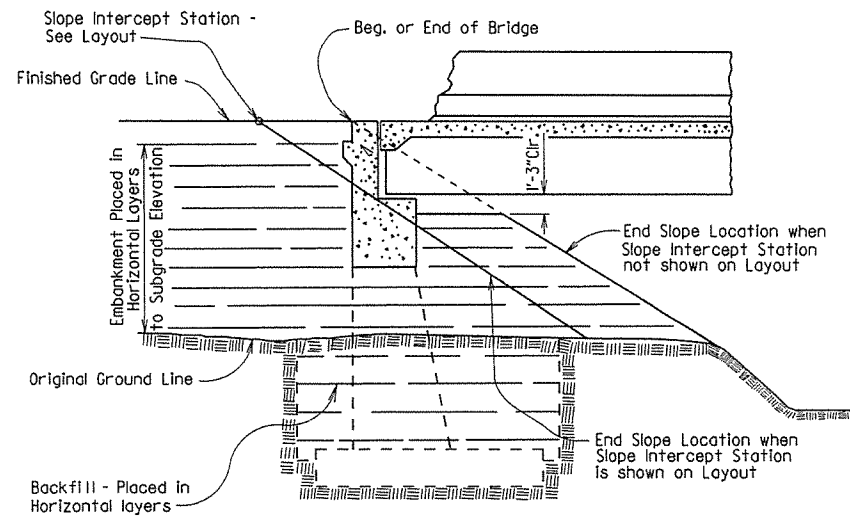 Slope Intercept Station -
See Layout
Beg. or End of Bridge
Finished Grade Line
Embankment Placed in
Horizontal Layers
to Subgrade Elevation
1'-3"Clr
End Slope Location when
Slope Intercept Station
not shown on Layout
Original Ground Line
End Slope Location when
Slope Intercept Station
is shown on Layout
Backfill - Placed in
Horizontal layers